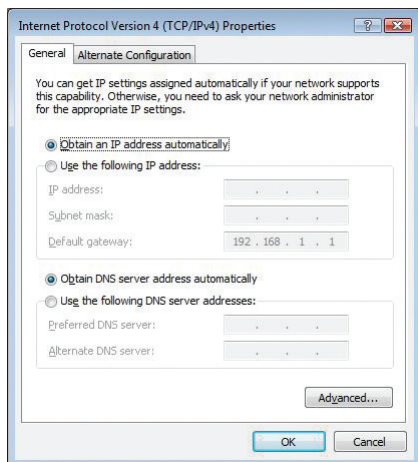 Internet Protocol Version 4 (TCP/IPv4) Properties
General Alternate Configuration
You can get IP settings assigned automatically if your network supports
this capability. Otherwise, you need to ask your network administrator
for the appropriate IP settings.
Obtain an IP address automatically
Use the following IP address:
IP address: . . .
Subnet mask: . . .
Default gateway: 192 . 168 . 1 . 1
Obtain DNS server address automatically
Use the following DNS server addresses:
Preferred DNS server: . . .
Alternate DNS server: . . .
Advanced...
OK Cancel